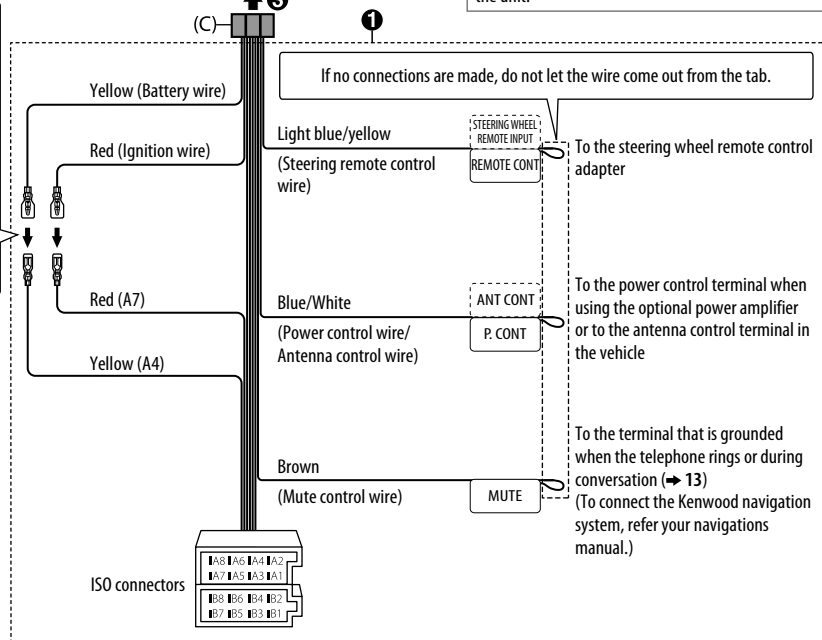 the unit.
(C)
3
1
If no connections are made, do not let the wire come out from the tab.
Yellow (Battery wire)
Red (Ignition wire)
Light blue/yellow
(Steering remote control
wire)
STEERING WHEEL
REMOTE INPUT
REMOTE CONT
To the steering wheel remote control
adapter
Red (A7)
Yellow (A4)
Blue/White
(Power control wire/
Antenna control wire)
ANT CONT
P. CONT
To the power control terminal when
using the optional power amplifier
or to the antenna control terminal in
the vehicle
Brown
(Mute control wire)
MUTE
To the terminal that is grounded
when the telephone rings or during
conversation (➡ 13)
(To connect the Kenwood navigation
system, refer your navigations
manual.)
ISO connectors
A8 A6 A4 A2
A7 A5 A3 A1
B8 B6 B4 B2
B7 B5 B3 B1